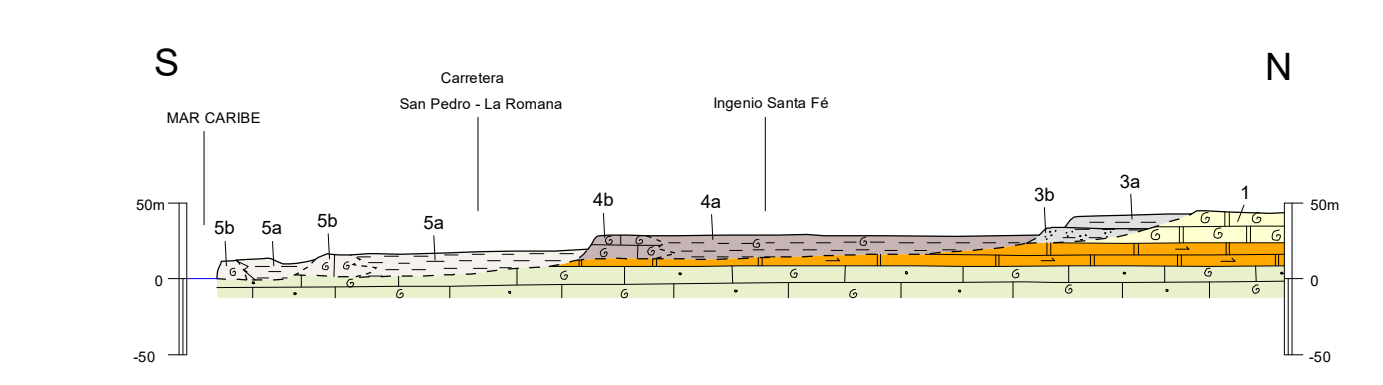 S
N
Carretera
San Pedro - La Romana
Ingenio Santa Fé
MAR CARIBE
50m
5b
5a
5b
5a
4b
4a
3b
3a
1
50m
0
0
-50
-50